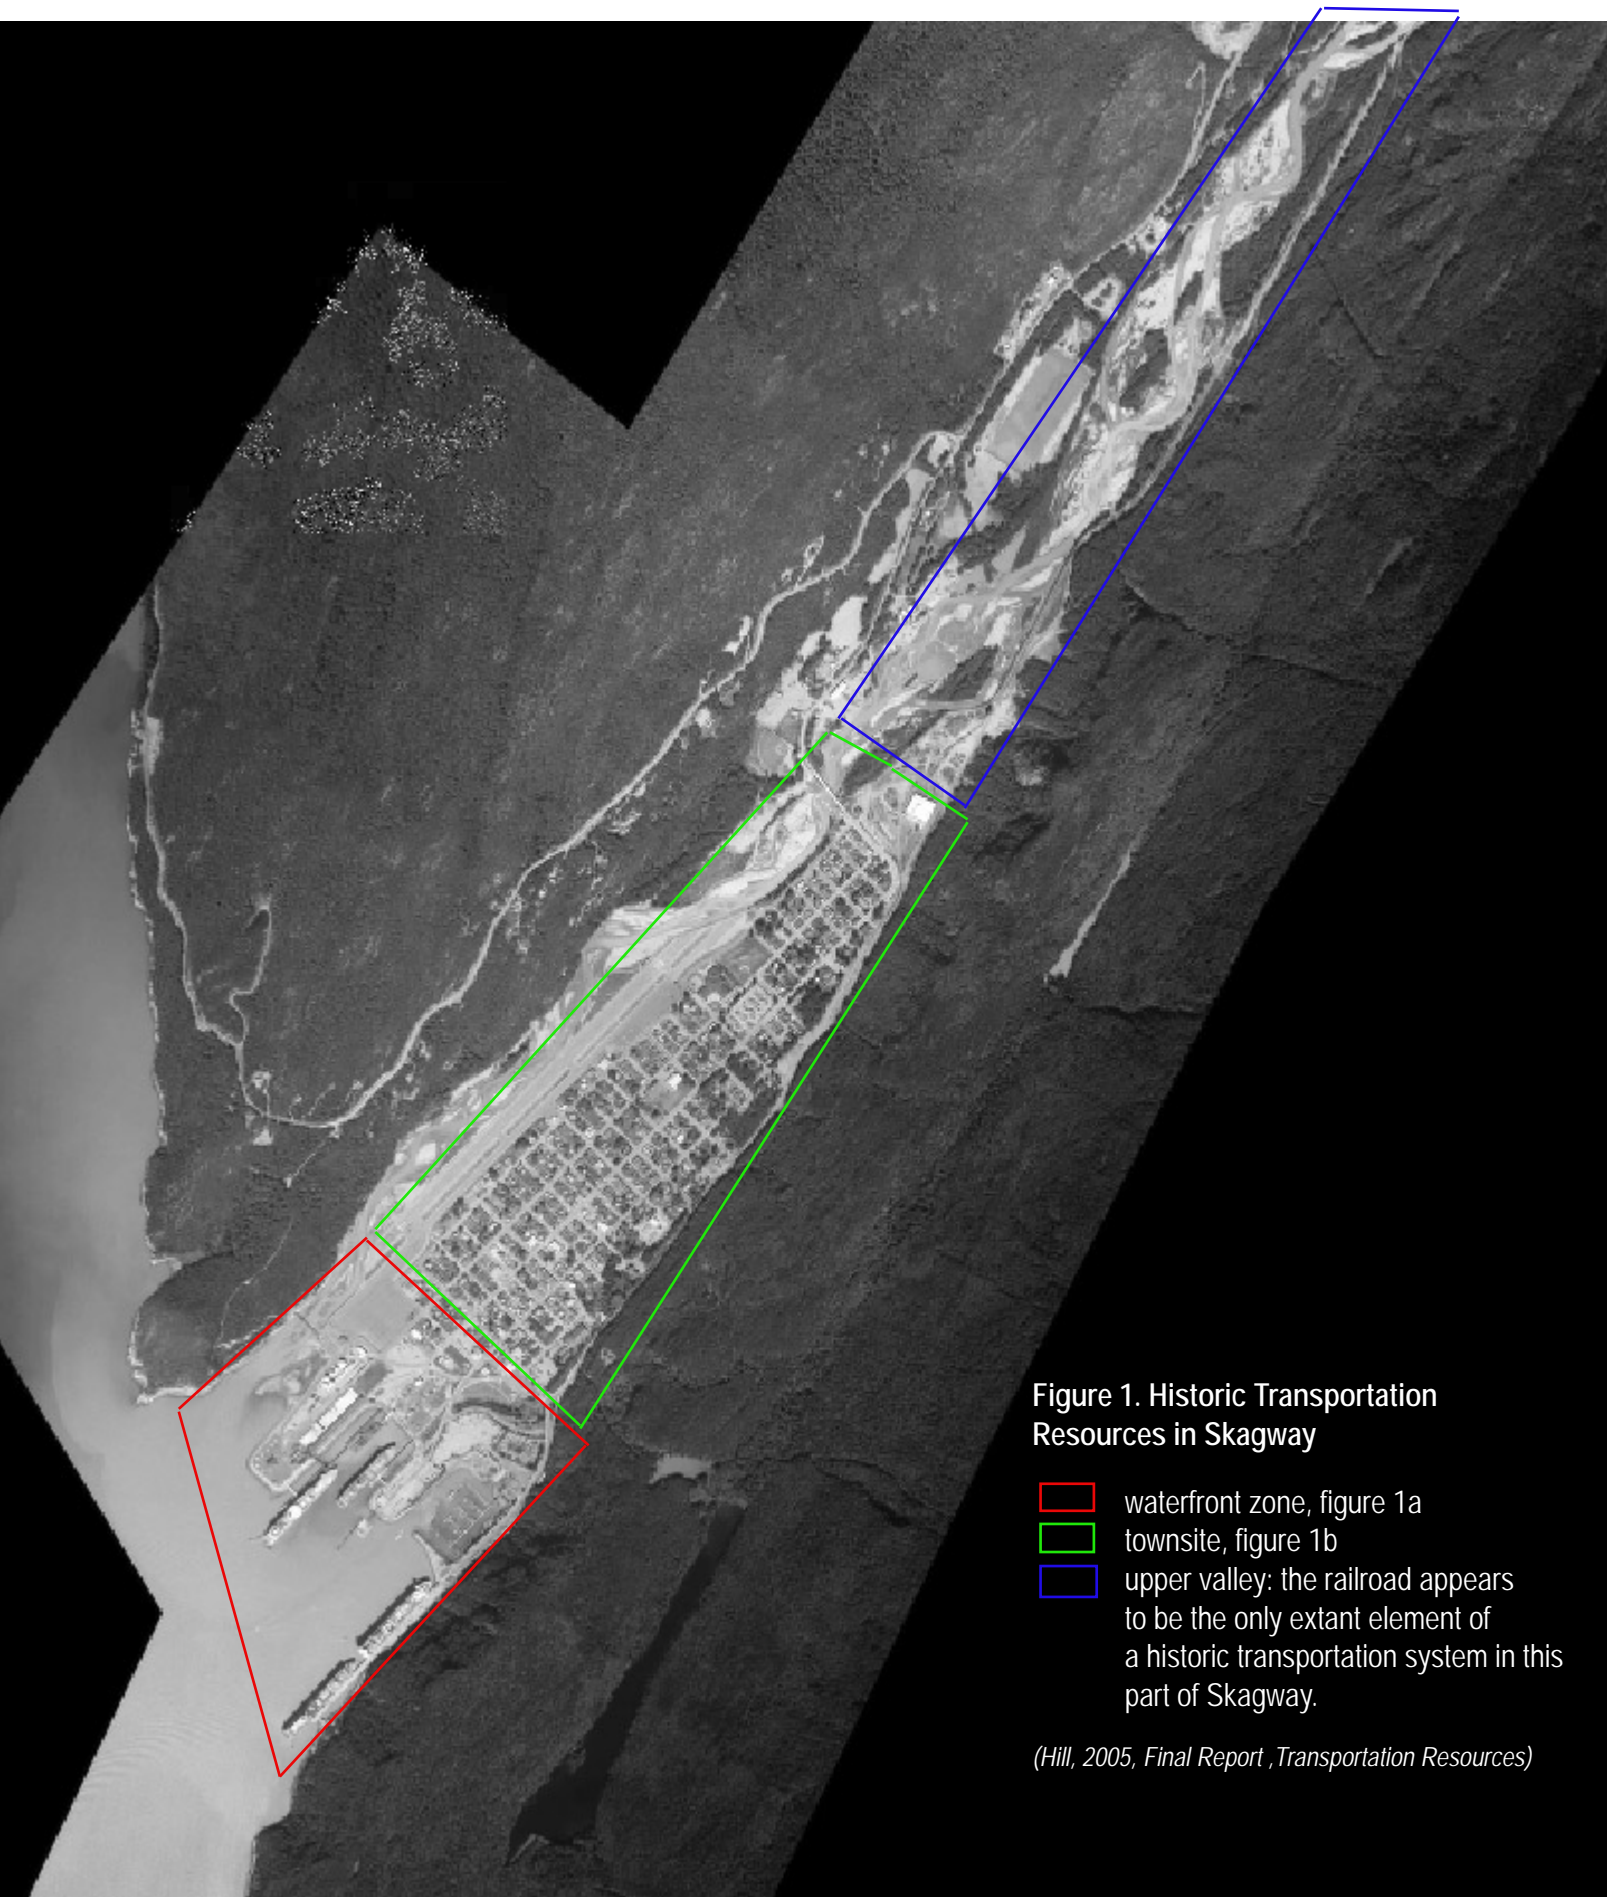 Figure 1. Historic Transportation
Resources in Skagway
waterfront zone, figure 1a
townsite, figure 1b
upper valley: the railroad appears
to be the only extant element of
a historic transportation system in this
part of Skagway.
(Hill, 2005, Final Report ,Transportation Resources)